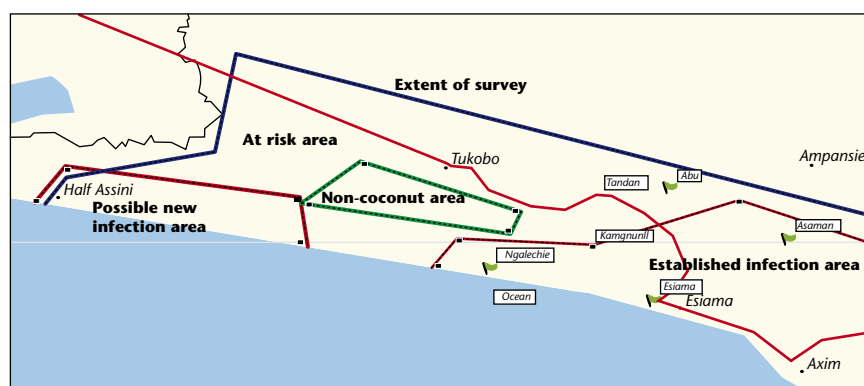 Extent of survey
At risk area
Tukobo
Ampansie
Tandan
Abu
Half Assini
Non-coconut area
Possible new
infection area
Asaman
Kamgnunll
Ngalechie
Established infection area
Esiama
Ocean
Esiama
Axim